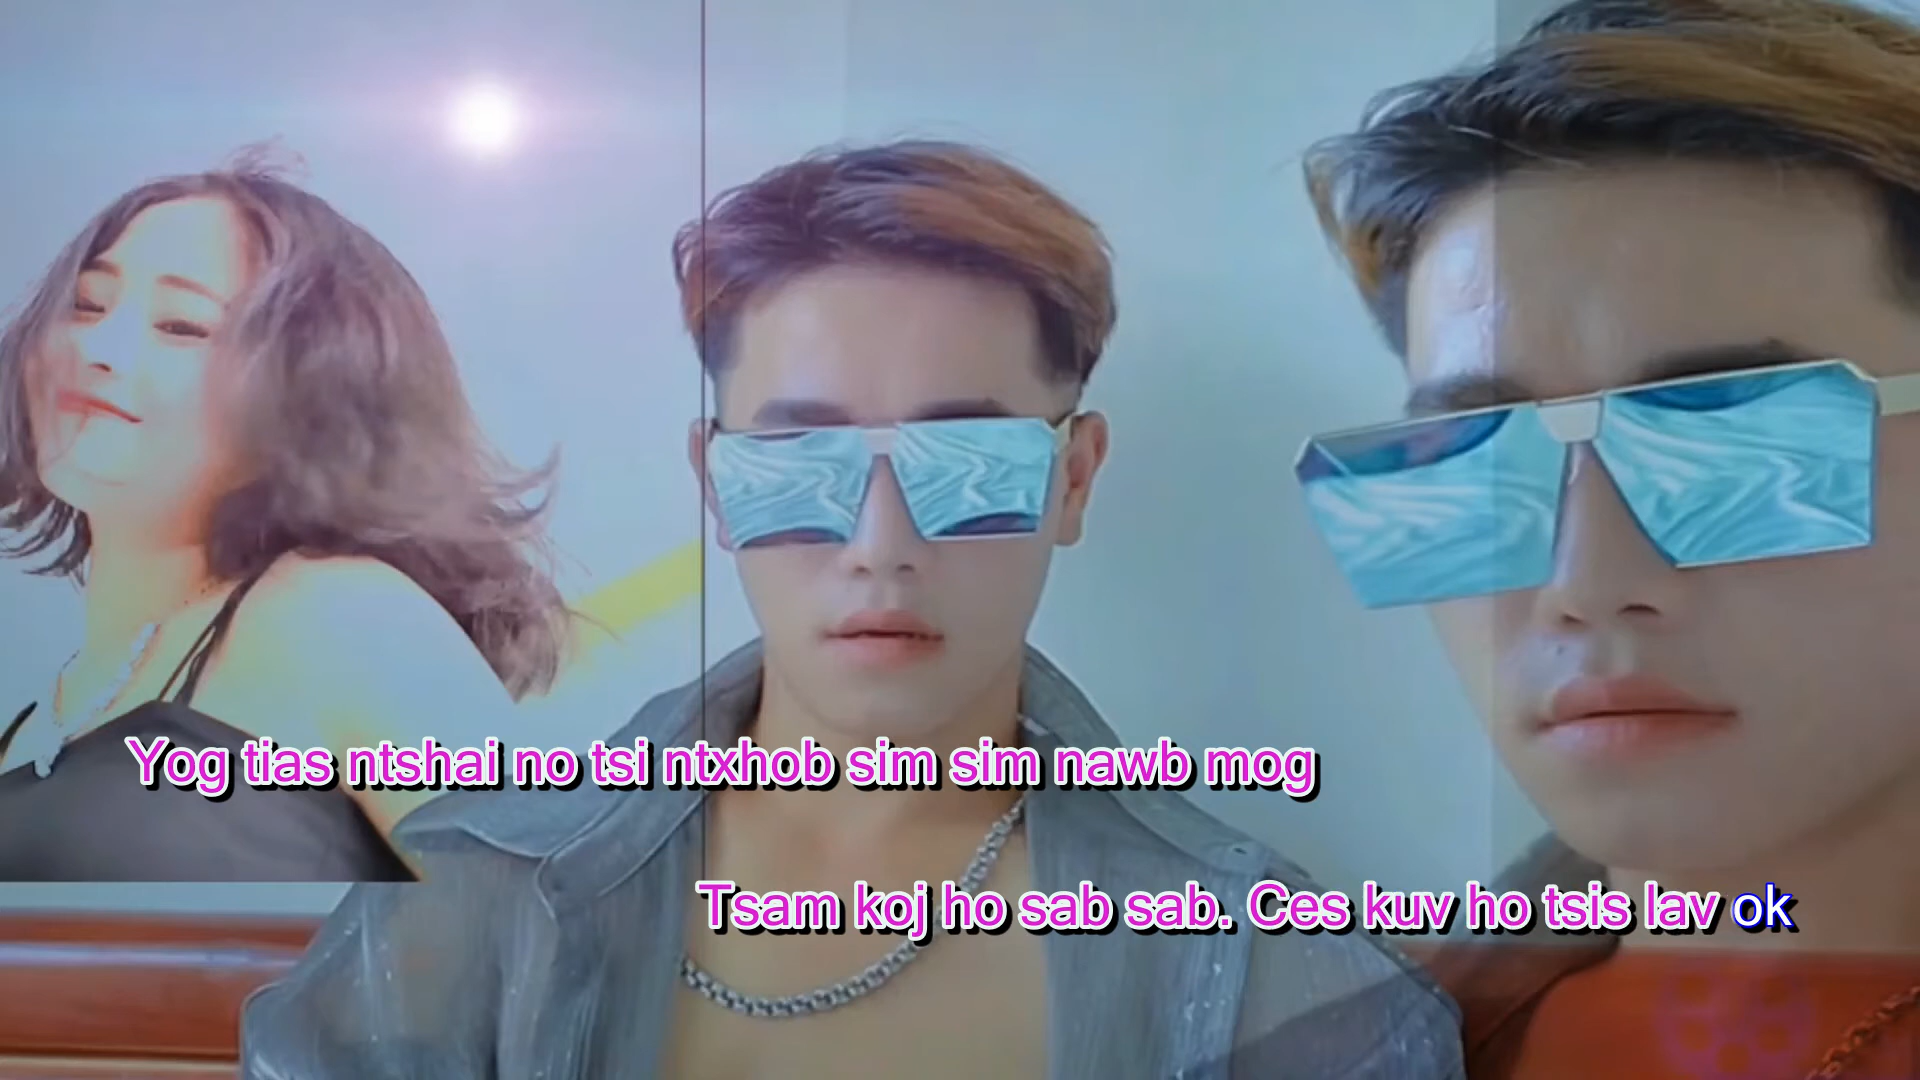 Yog tias ntshai no tsi ntxhob sim sim nawb mog
Tsam koj ho sab sab. Ces kuv ho tsis lav ok